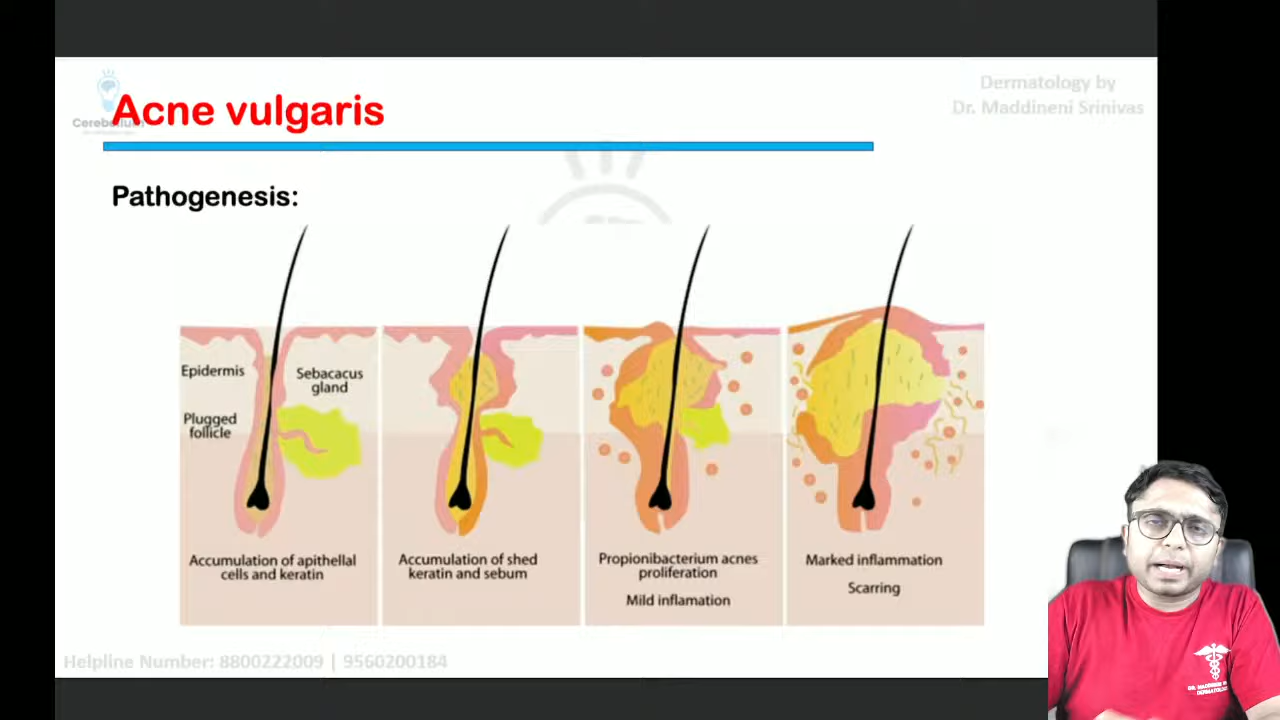 Dermatology by
Dr. Maddineni Srinivas
Acne vulgaris
Pathogenesis:
Epidermis
Sebacacus
gland
Plugged
follicle
Accumulation of apithellal
cells and keratin
Accumulation of shed
keratin and sebum
Propionibacterium acnes
proliferation
Mild inflamation
Marked inflammation
Scarring
Helpline Number: 8800222009 | 9560200184